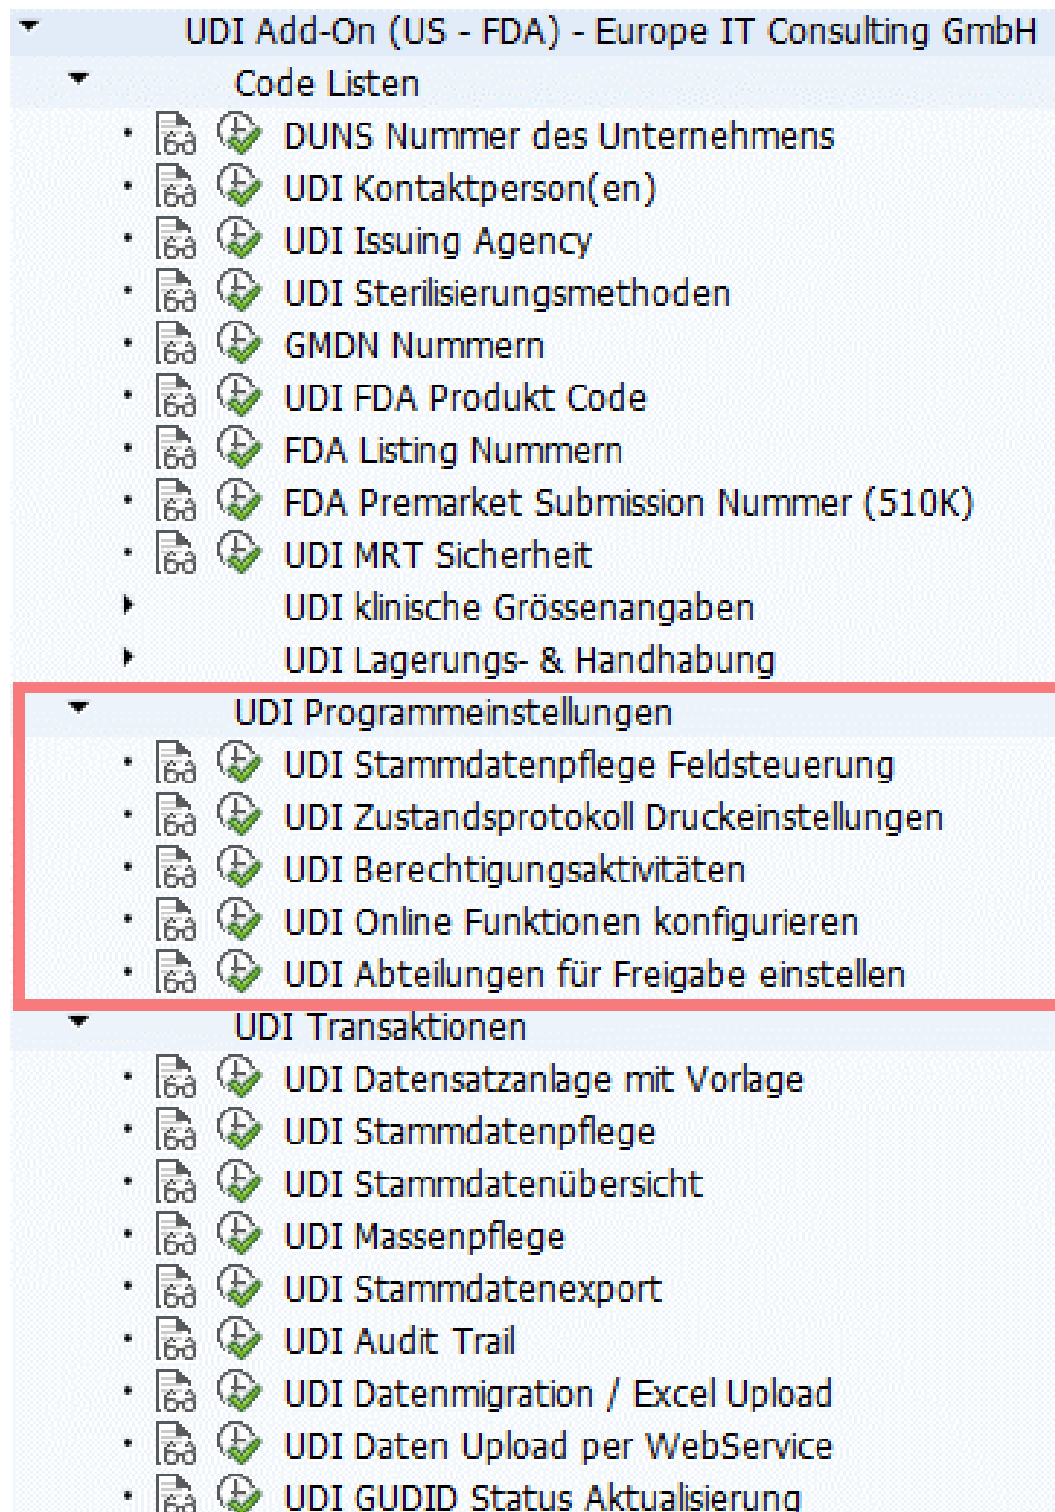 UDI Add-On (US - FDA) - Europe IT Consulting GmbH
Code Listen
DUNS Nummer des Unternehmens
UDI Kontaktperson(en)
UDI Issuing Agency
UDI Sterilisierungsmethoden
GMDN Nummern
UDI FDA Produkt Code
FDA Listing Nummern
FDA Premarket Submission Nummer (510K)
UDI MRT Sicherheit
UDI klinische Grössenangaben
UDI Lagerungs- & Handhabung
UDI Programmeinstellungen
UDI Stammdatenpflege Feldsteuerung
UDI Zustandsprotokoll Druckeinstellungen
UDI Berechtigungsaktivitäten
UDI Online Funktionen konfigurieren
UDI Abteilungen für Freigabe einstellen
UDI Transaktionen
UDI Datensatzanlage mit Vorlage
UDI Stammdatenpflege
UDI Stammdatenübersicht
UDI Massenpflege
UDI Stammdatenexport
UDI Audit Trail
UDI Datenmigration / Excel Upload
UDI Daten Upload per WebService
UDI GUDID Status Aktualisierung